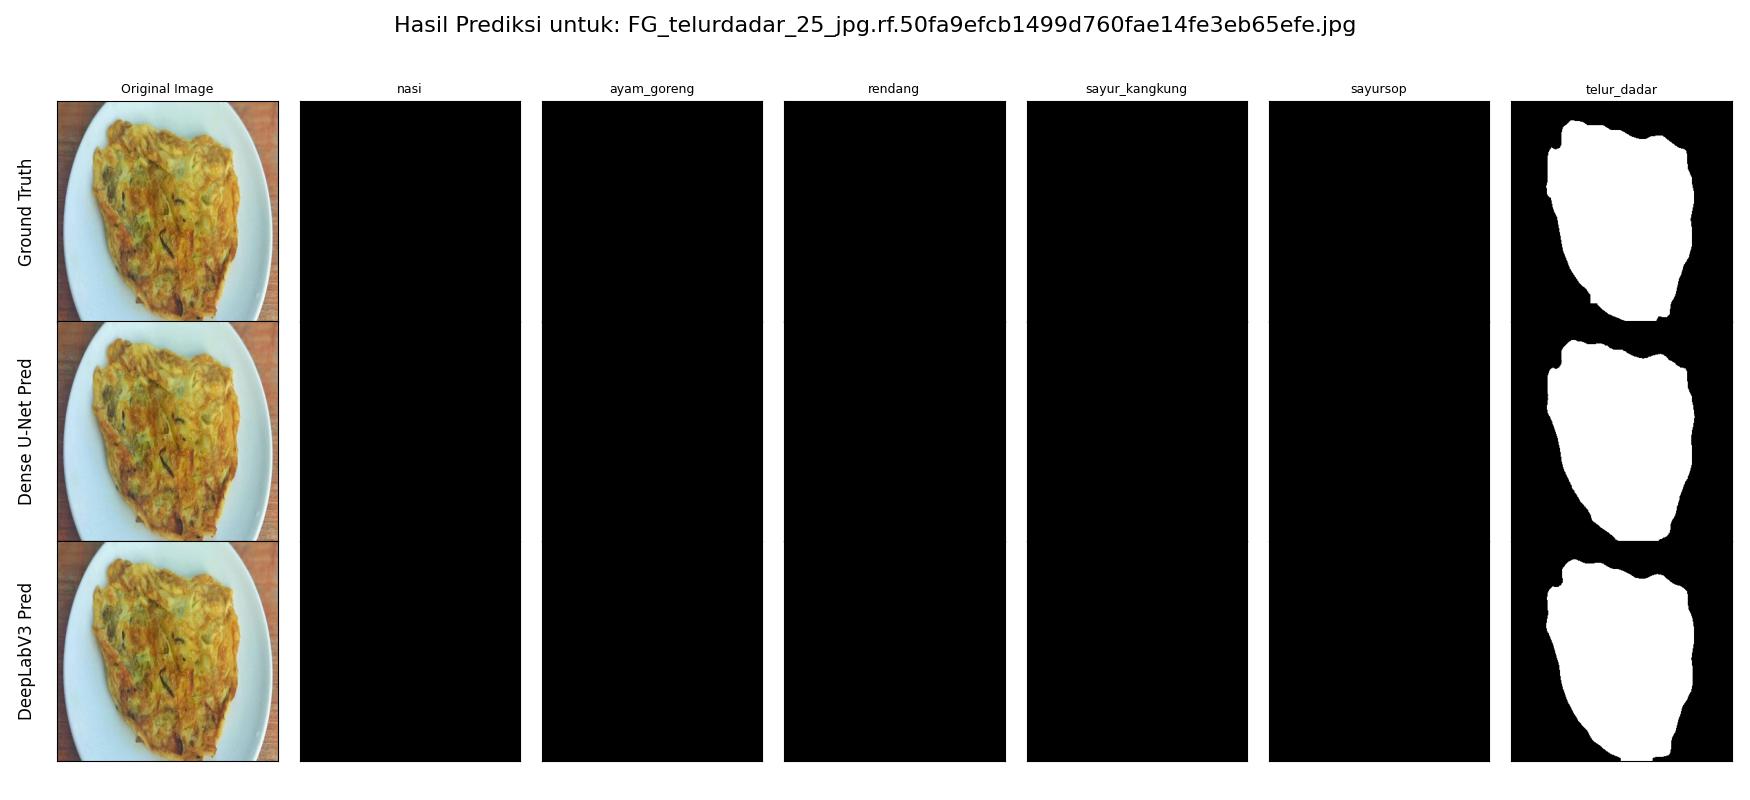 Hasil Prediksi untuk: FG_telurdadar_25_jpg.rf.50fa9efcb1499d760fae14fe3eb65efe.jpg
Original Image
nasi
ayam_goreng
rendang
sayur_kangkung
sayursop
telur_dadar
Ground Truth
Dense U-Net Pred
DeepLabV3 Pred